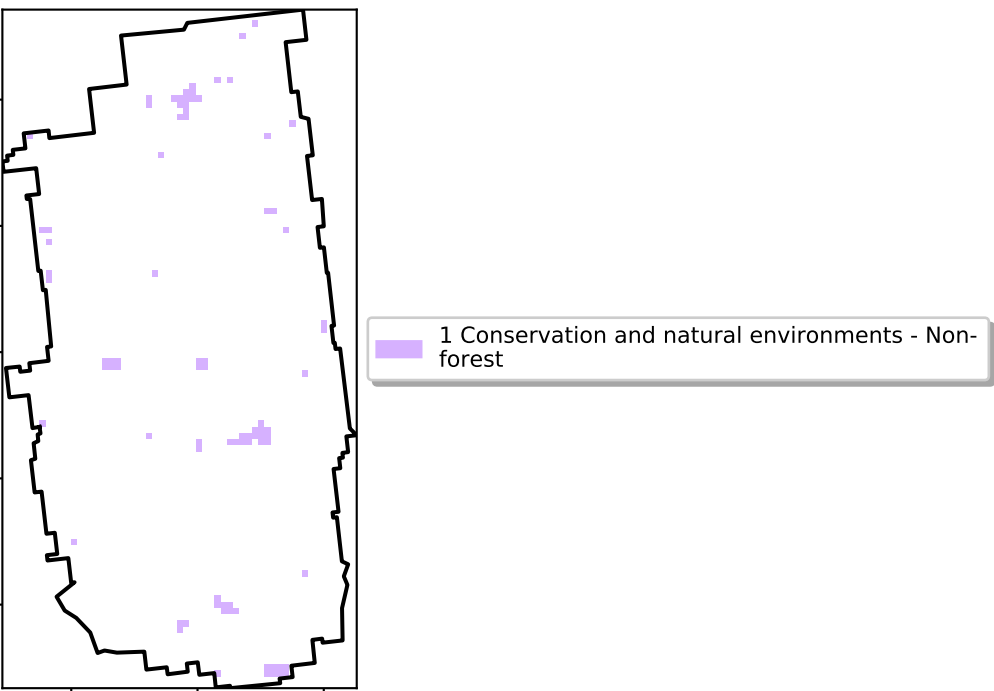 1 Conservation and natural environments - Non-
forest